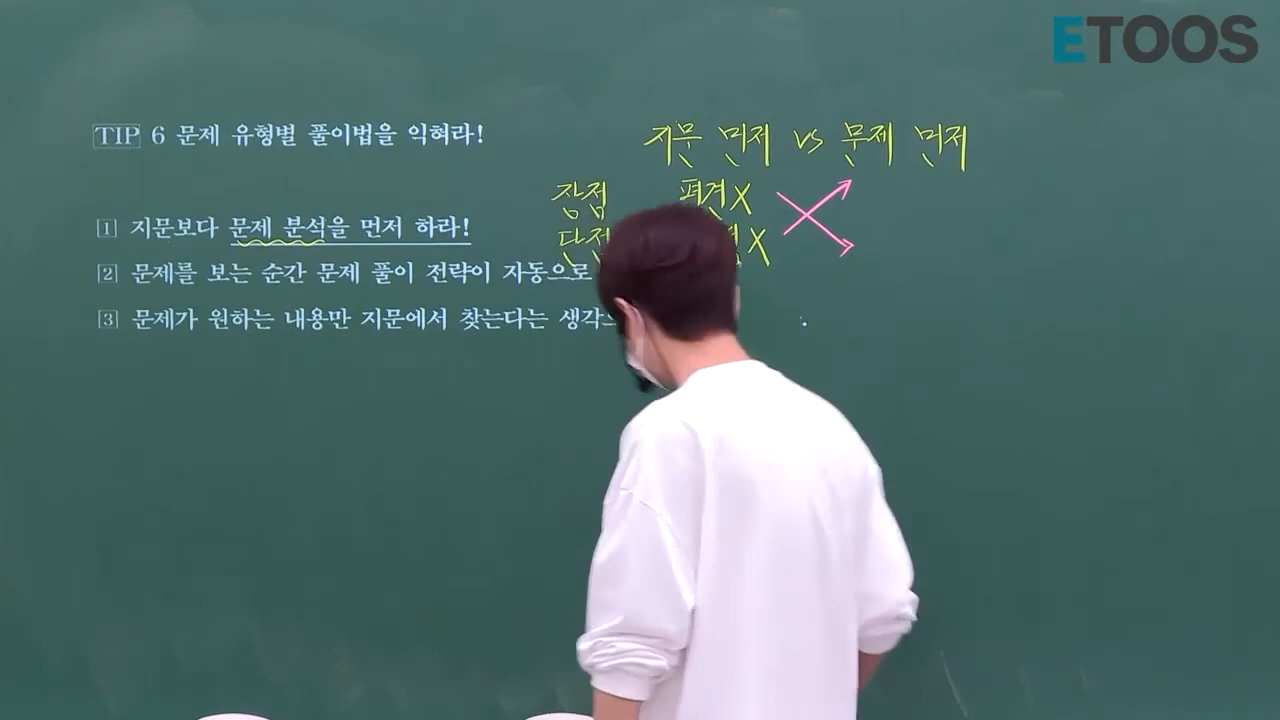 ETOOS
TIP 6 문제 유형별 풀이법을 익혀라!
지문 먼저 vs 문제 먼저
장점 편견X
X
1 지문보다 문제 분석을 먼저 하라!
2 문제를 보는 순간 문제 풀이 전략이 자동으로
3 문제가 원하는 내용만 지문에서 찾는다는